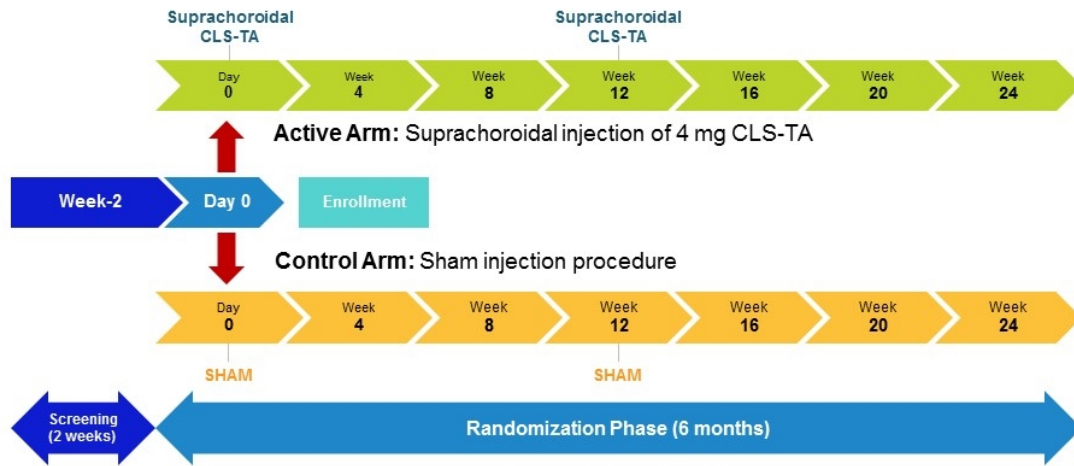 Suprachoroidal
CLS-TA
Suprachoroidal
CLS-TA
Day
0
Week
4
Week
8
Week
12
Week
16
Week
20
Week
24
Active Arm: Suprachoroidal injection of 4 mg CLS-TA
Week-2
Day 0
Enrollment
Control Arm: Sham injection procedure
Day
0
Week
4
Week
8
Week
12
Week
16
Week
20
Week
24
SHAM
SHAM
Screening
(2 weeks)
Randomization Phase (6 months)